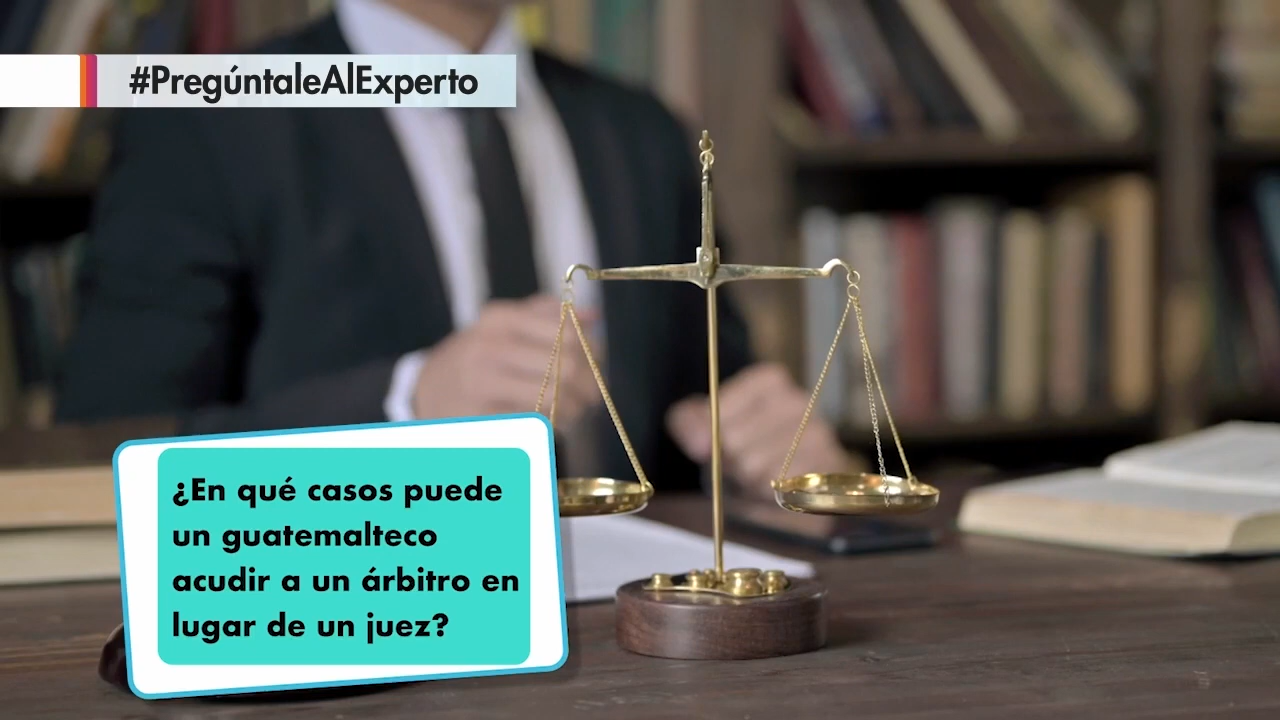 #PregúntaleAlExperto
¿En qué casos puede
un guatemalteco
acudir a un árbitro en
lugar de un juez?